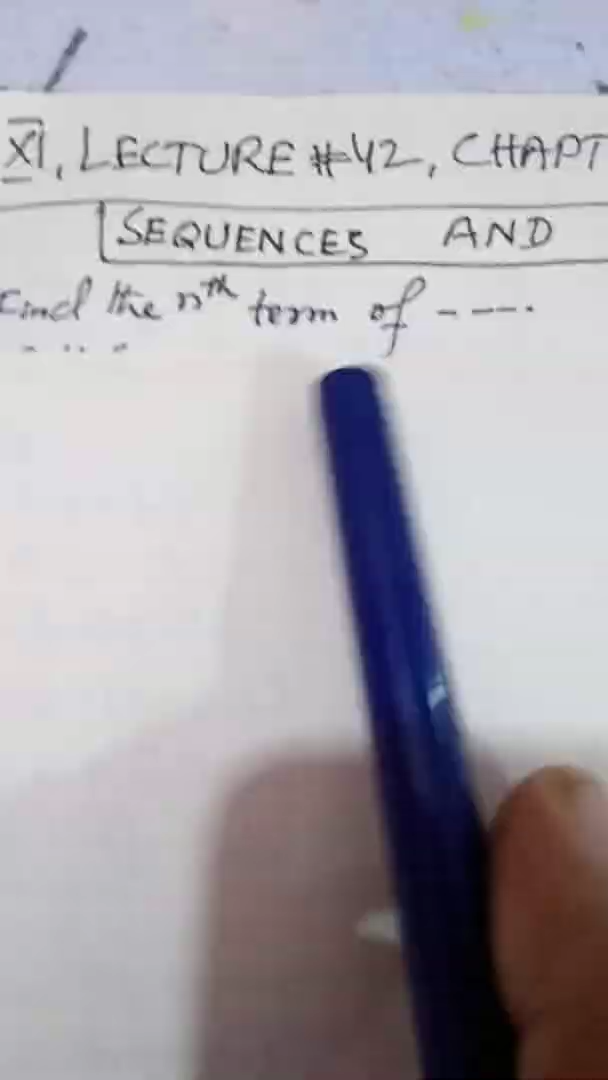 XI, LECTURE #42, CHAPT
SEQUENCES AND
Find the nth term of -----